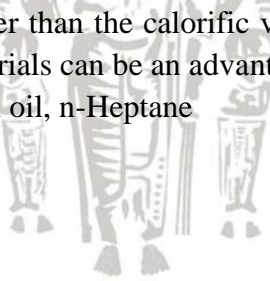 er than the calorific v
rials can be an advant
oil, n-Heptane